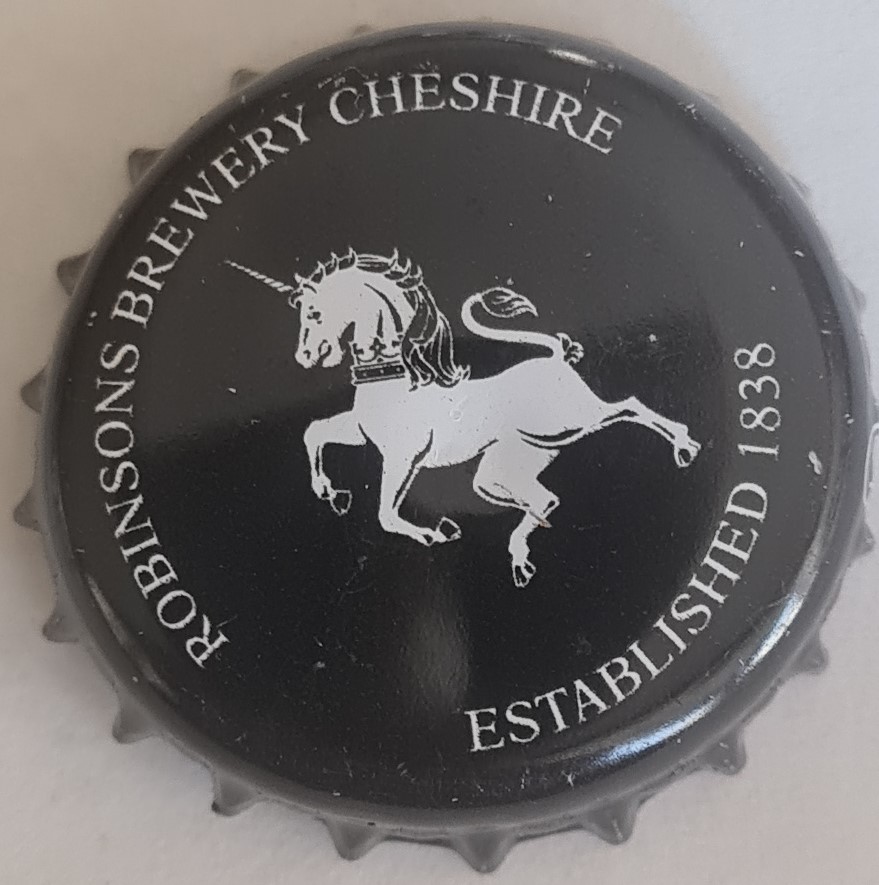 ROBINSONS BREWERY CHESHIRE
ESTABLISHED 1838